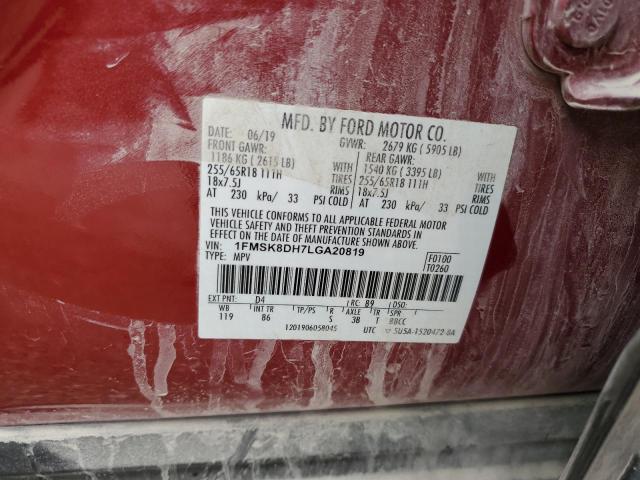 MFD. BY FORD MOTOR CO.
DATE: 06/19 GVWR: 2679 KG ( 5905 LB)
FRONT GAWR: REAR GAWR:
1186 KG ( 2615 LB) 1540 KG ( 3395 LB)
255/65R18 111H TIRES 255/65R18 111H TIRES
18x7.5J RIMS 18x7.5J RIMS
AT 230 kPa/ 33 PSI COLD AT 230 kPa/ 33 PSI COLD
THIS VEHICLE CONFORMS TO ALL APPLICABLE FEDERAL MOTOR
VEHICLE SAFETY AND THEFT PREVENTION STANDARDS IN
EFFECT ON THE DATE OF MANUFACTURE SHOWN ABOVE.
VIN: 1FMSK8DH7LGA20819 F0100
TYPE: MPV T0260
EXT PNT: D4 RC: 89 DSO:
WB INT TR TP/PS R AXLE TR SPR
119 86 S 3B T BBCC
1201906058045 UTC 5U5A-1520472-BA